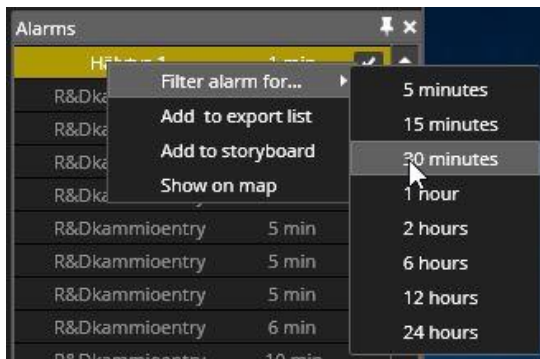 Alarms
1 min
Filter alarm for...
Add to export list
Add to storyboard
Show on map
5 minutes
15 minutes
30 minutes
1 hour
2 hours
6 hours
12 hours
24 hours
R&Dkammioentry 5 min
R&Dkammioentry 5 min
R&Dkammioentry 5 min
R&Dkammioentry 6 min